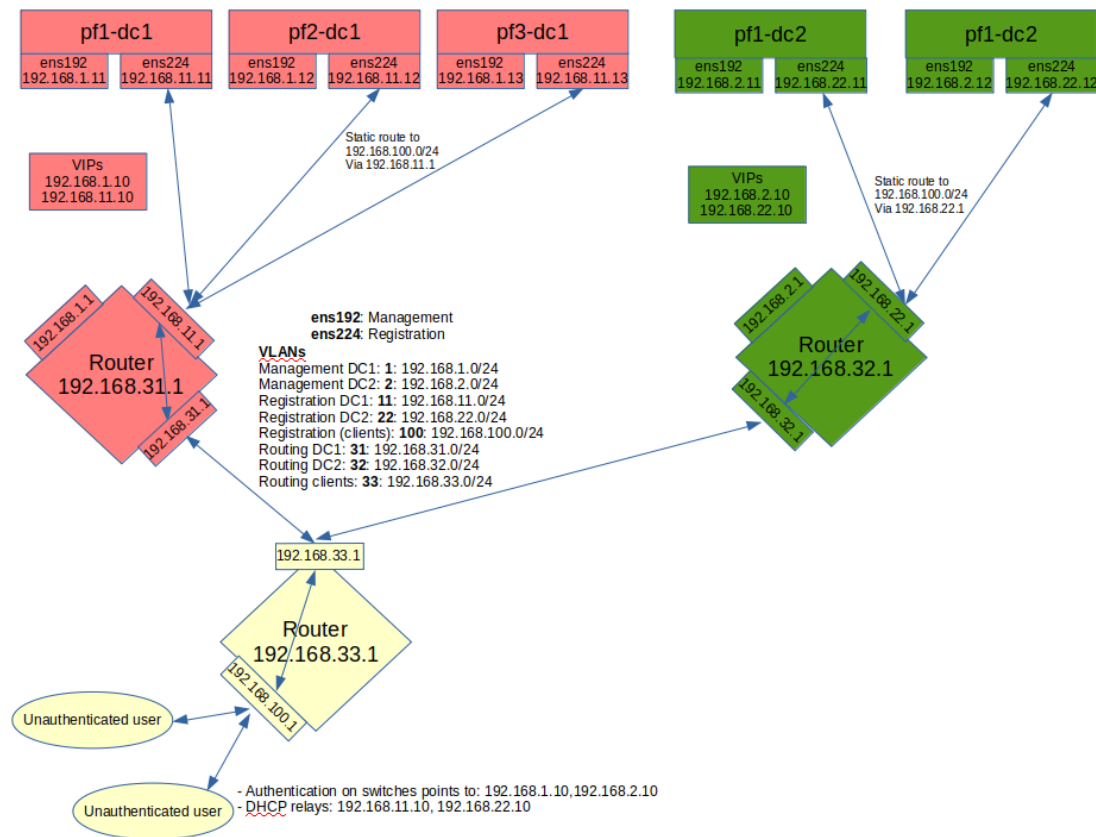 pf1-dc1
ens192
192.168.1.11
ens224
192.168.11.11
pf2-dc1
ens192
192.168.1.12
ens224
192.168.11.12
pf3-dc1
ens192
192.168.1.13
ens224
192.168.11.13
pf1-dc2
ens192
192.168.2.11
ens224
192.168.22.11
pf1-dc2
ens192
192.168.2.12
ens224
192.168.22.12
Static route to
192.168.100.0/24
Via 192.168.11.1
VIPs
192.168.1.10
192.168.11.10
VIPs
192.168.2.10
192.168.22.10
Static route to
192.168.100.0/24
Via 192.168.22.1
192.168.1.1
192.168.11.1
Router
192.168.31.1
192.168.31.1
ens192: Management
ens224: Registration
VLANs
Management DC1: 1: 192.168.1.0/24
Management DC2: 2: 192.168.2.0/24
Registration DC1: 11: 192.168.11.0/24
Registration DC2: 22: 192.168.22.0/24
Registration (clients): 100: 192.168.100.0/24
Routing DC1: 31: 192.168.31.0/24
Routing DC2: 32: 192.168.32.0/24
Routing clients: 33: 192.168.33.0/24
192.168.2.1
192.168.22.1
Router
192.168.32.1
192.168.32.1
192.168.33.1
Router
192.168.33.1
192.168.100.1
Unauthenticated user
Unauthenticated user
- Authentication on switches points to: 192.168.1.10,192.168.2.10
- DHCP relays: 192.168.11.10, 192.168.22.10